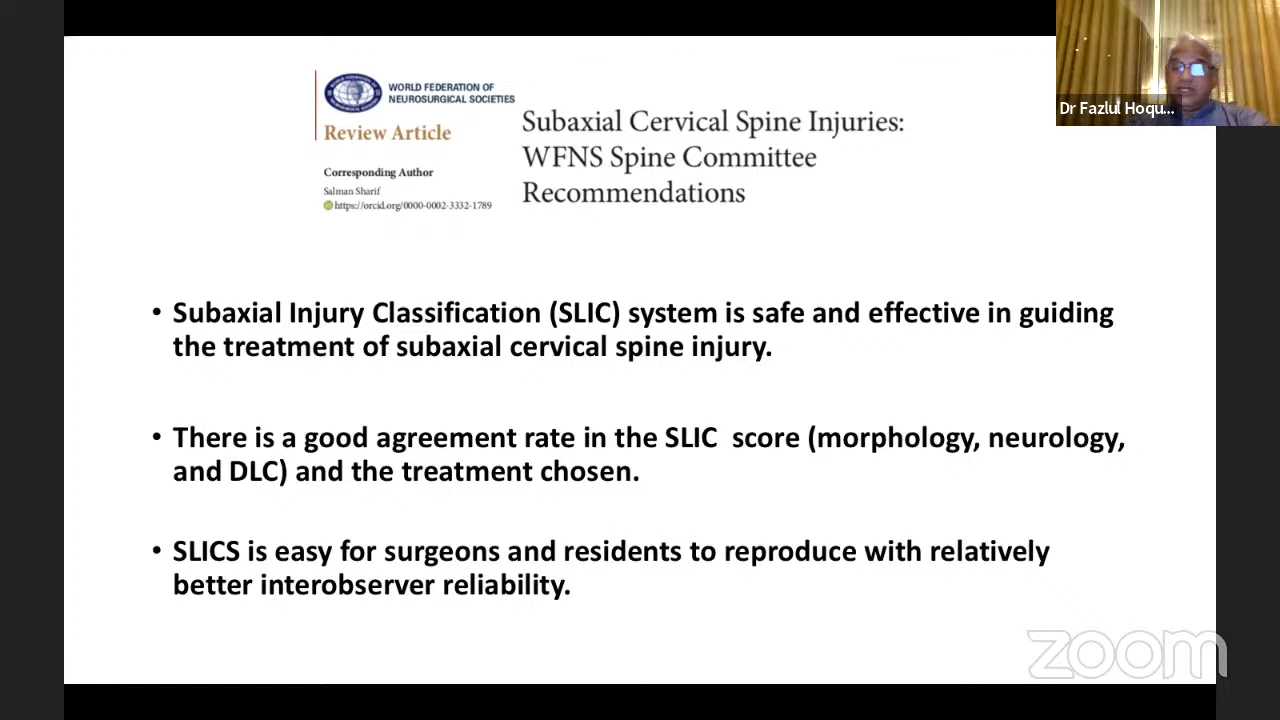 WORLD FEDERATION OF
NEUROSURGICAL SOCIETIES
Review Article
Corresponding Author
Salman Sharif
https://orcid.org/0000-0002-3332-1789
Subaxial Cervical Spine Injuries:
WFNS Spine Committee
Recommendations
Dr Fazlul Hoqu...
• Subaxial Injury Classification (SLIC) system is safe and effective in guiding
the treatment of subaxial cervical spine injury.
• There is a good agreement rate in the SLIC score (morphology, neurology,
and DLC) and the treatment chosen.
• SLICS is easy for surgeons and residents to reproduce with relatively
better interobserver reliability.
zoom